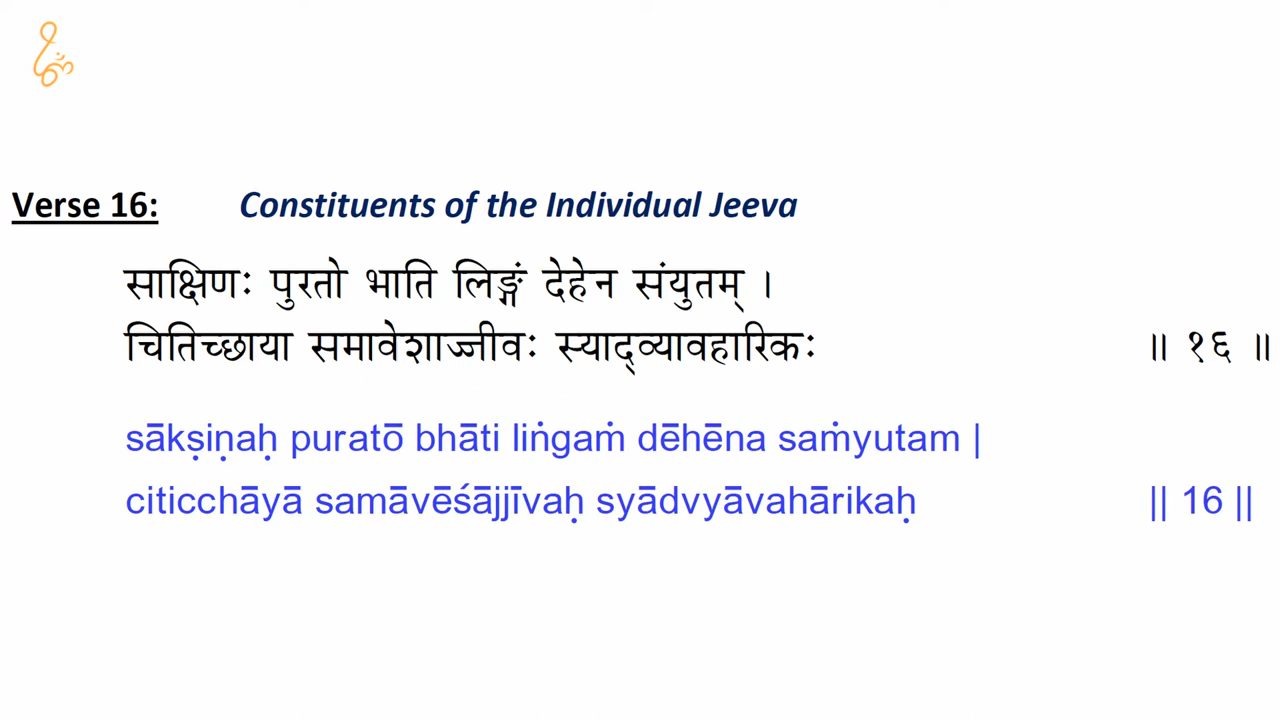 Verse 16: Constituents of the Individual Jeeva
साक्षिणः पुरतो भाति लिङ्गं देहेन संयुतम् ।
चितिच्छाया समावेशाज्जीवः स्याद्व्यावहारिकः ॥ १६ ॥
sākṣiṇaḥ puratō bhāti liṅgaṁ dēhēna saṁyutam |
citicchāyā samāvēśājjīvaḥ syādvyāvahārikaḥ || 16 ||